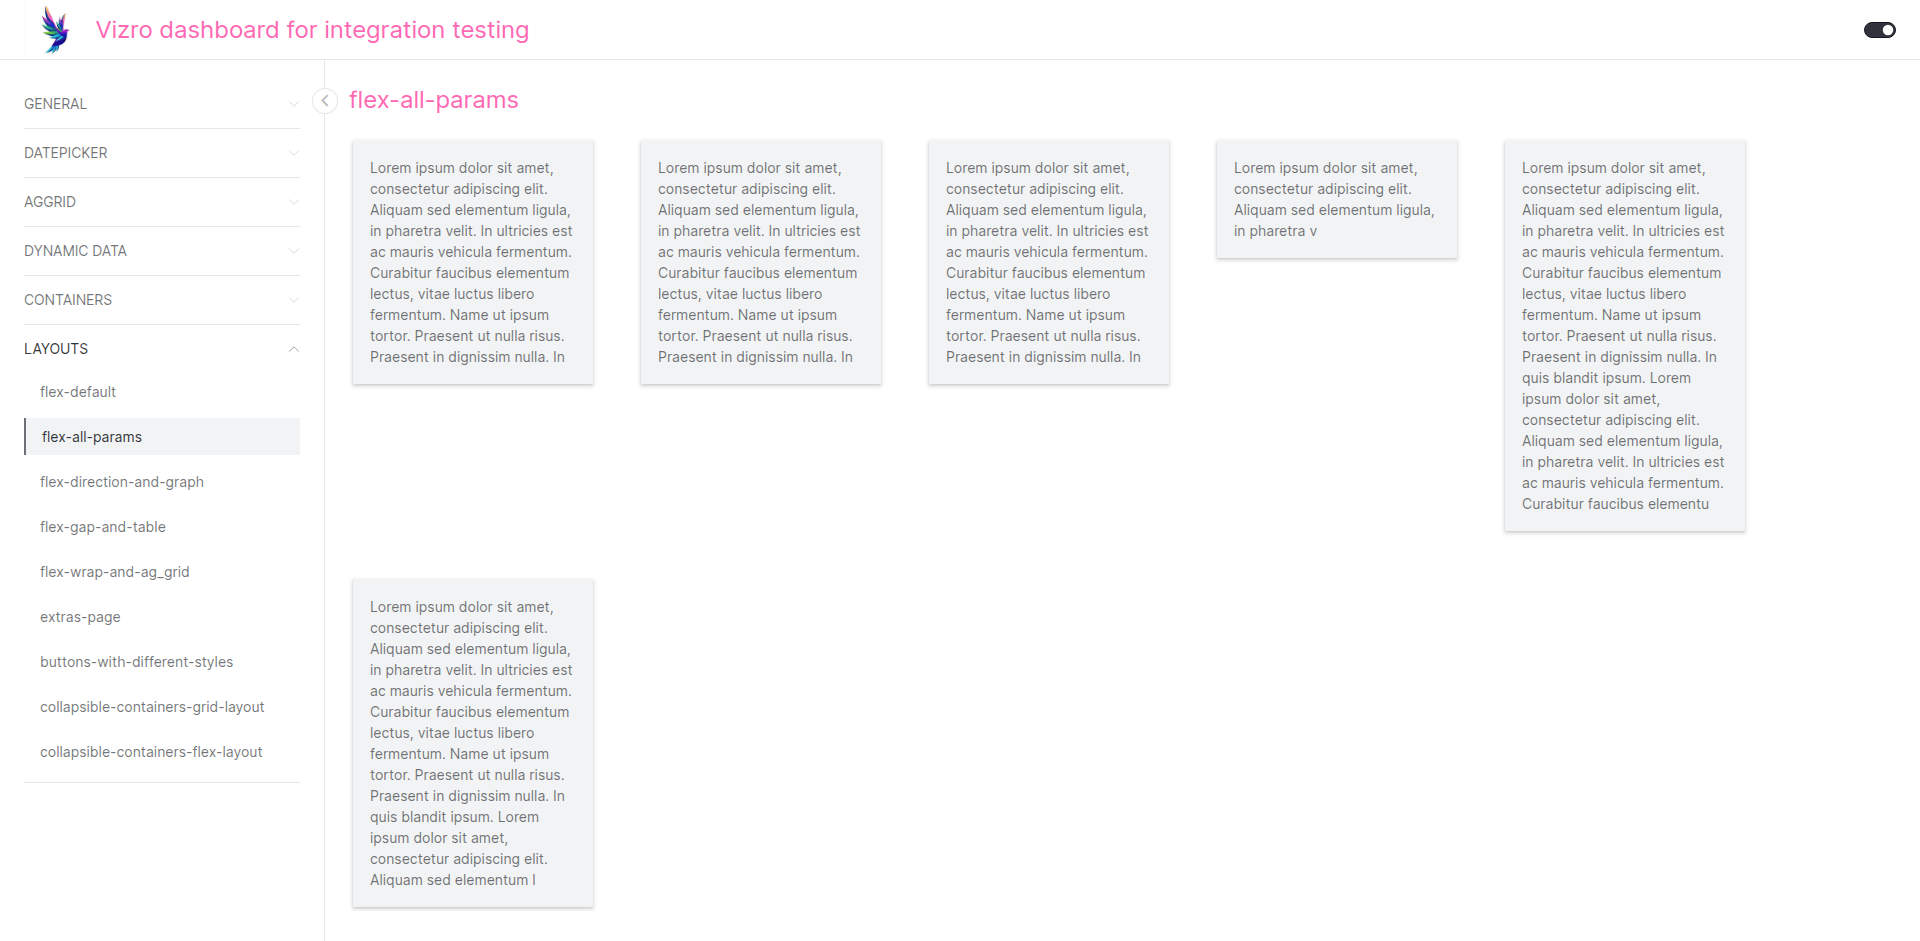 Vizro dashboard for integration testing
GENERAL
DATEPICKER
AGGRID
DYNAMIC DATA
CONTAINERS
LAYOUTS
flex-default
flex-all-params
flex-direction-and-graph
flex-gap-and-table
flex-wrap-and-ag_grid
extras-page
buttons-with-different-styles
collapsible-containers-grid-layout
collapsible-containers-flex-layout
flex-all-params
Lorem ipsum dolor sit amet,
consectetur adipiscing elit.
Aliquam sed elementum ligula,
in pharetra velit. In ultricies est
ac mauris vehicula fermentum.
Curabitur faucibus elementum
lectus, vitae luctus libero
fermentum. Name ut ipsum
tortor. Praesent ut nulla risus.
Praesent in dignissim nulla. In
Lorem ipsum dolor sit amet,
consectetur adipiscing elit.
Aliquam sed elementum ligula,
in pharetra velit. In ultricies est
ac mauris vehicula fermentum.
Curabitur faucibus elementum
lectus, vitae luctus libero
fermentum. Name ut ipsum
tortor. Praesent ut nulla risus.
Praesent in dignissim nulla. In
Lorem ipsum dolor sit amet,
consectetur adipiscing elit.
Aliquam sed elementum ligula,
in pharetra velit. In ultricies est
ac mauris vehicula fermentum.
Curabitur faucibus elementum
lectus, vitae luctus libero
fermentum. Name ut ipsum
tortor. Praesent ut nulla risus.
Praesent in dignissim nulla. In
Lorem ipsum dolor sit amet,
consectetur adipiscing elit.
Aliquam sed elementum ligula,
in pharetra v
Lorem ipsum dolor sit amet,
consectetur adipiscing elit.
Aliquam sed elementum ligula,
in pharetra velit. In ultricies est
ac mauris vehicula fermentum.
Curabitur faucibus elementum
lectus, vitae luctus libero
fermentum. Name ut ipsum
tortor. Praesent ut nulla risus.
Praesent in dignissim nulla. In
quis blandit ipsum. Lorem
ipsum dolor sit amet,
consectetur adipiscing elit.
Aliquam sed elementum ligula,
in pharetra velit. In ultricies est
ac mauris vehicula fermentum.
Curabitur faucibus elementu
Lorem ipsum dolor sit amet,
consectetur adipiscing elit.
Aliquam sed elementum ligula,
in pharetra velit. In ultricies est
ac mauris vehicula fermentum.
Curabitur faucibus elementum
lectus, vitae luctus libero
fermentum. Name ut ipsum
tortor. Praesent ut nulla risus.
Praesent in dignissim nulla. In
quis blandit ipsum. Lorem
ipsum dolor sit amet,
consectetur adipiscing elit.
Aliquam sed elementum l